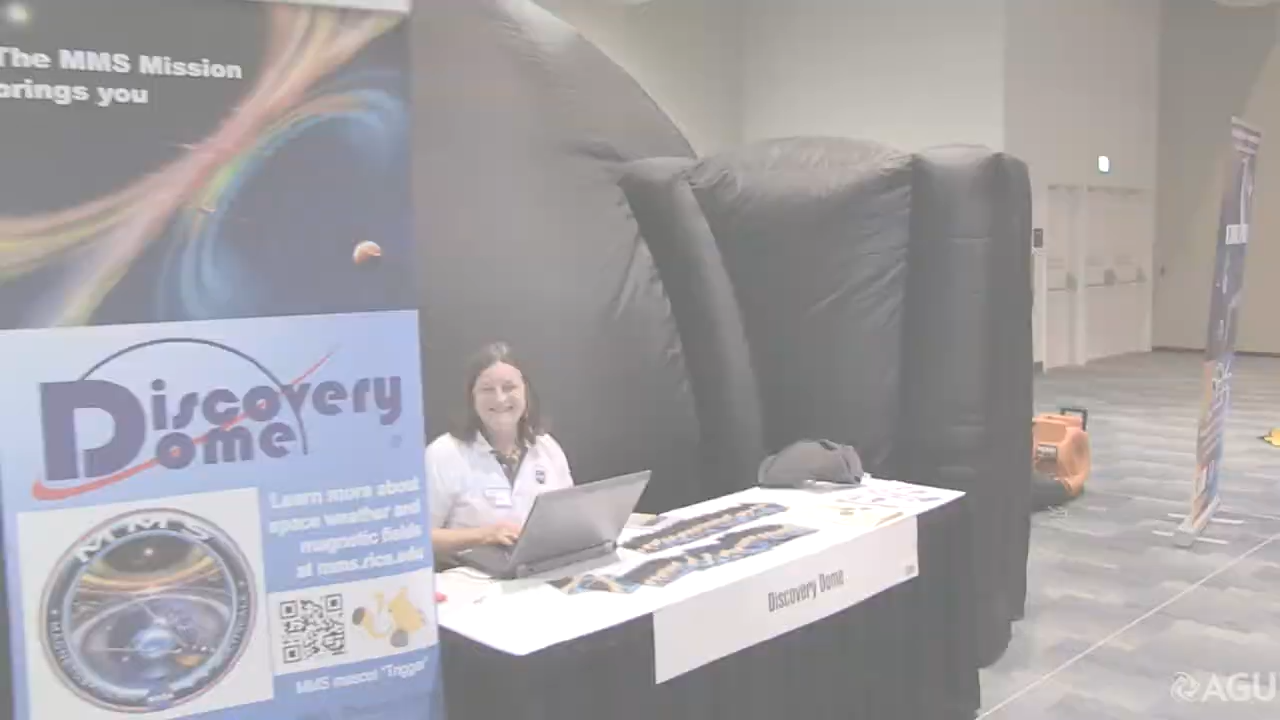 The MMS Mission
brings you
Discovery
Dome
Learn more about
space weather and
magnetic fields
at mms.rice.edu
MMS
MMS mascot "Trigger"
Discovery Dome
AGU